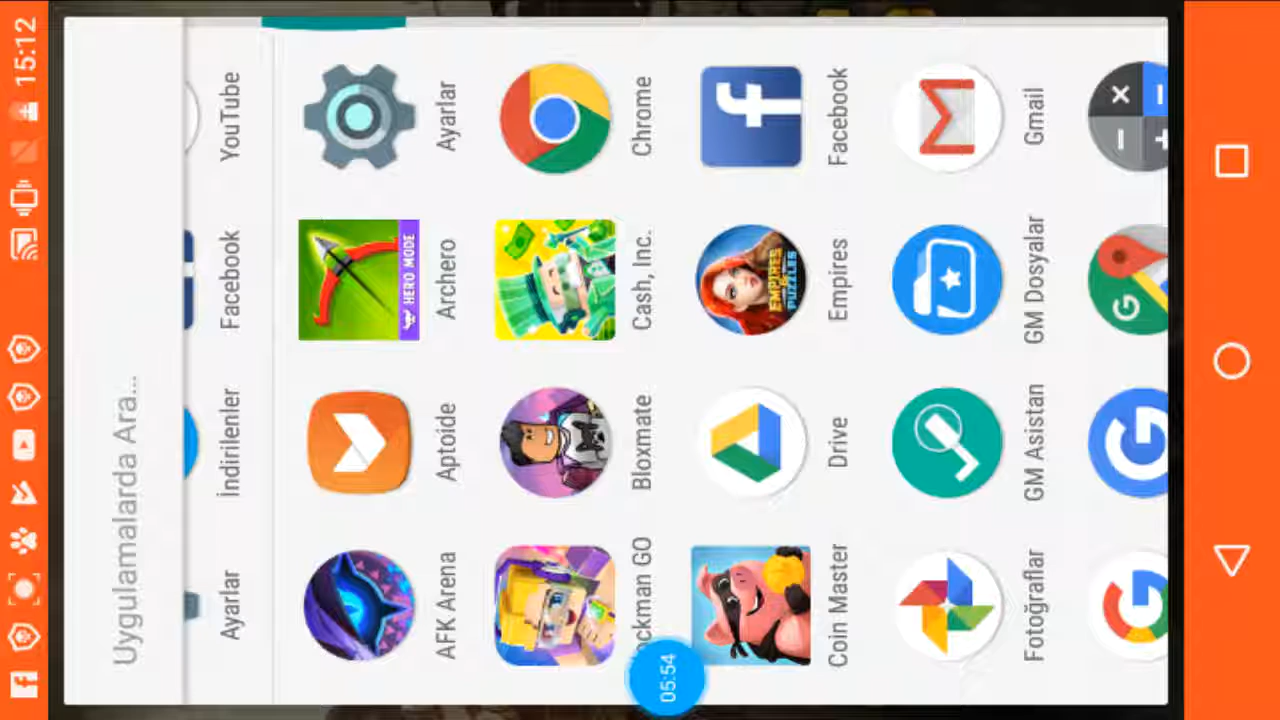 15:12
Uygulamalarda Ara...
Ayarlar
İndirilenler
Facebook
YouTube
AFK Arena
Aptoide
Archero
Ayarlar
HERO MODE
ockman GO
Bloxmate
Cash, Inc.
Chrome
05:54
Coin Master
Drive
Empires
Facebook
EMPIRES
&
PUZZLES
Fotoğraflar
GM Asistan
GM Dosyalar
Gmail